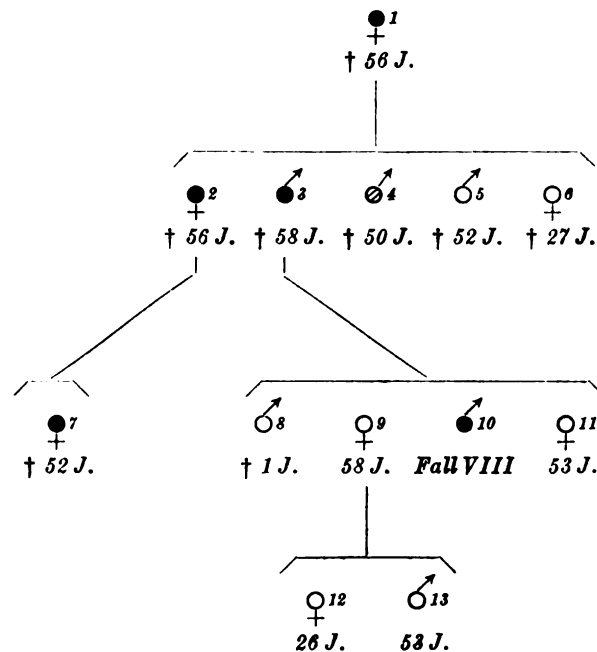 1
† 56 J.
2 3 4 5 6
† 56 J. † 58 J. † 50 J. † 52 J. † 27 J.
7 8 9 10 11
† 52 J. † 1 J. 58 J. Fall VIII 53 J.
12 13
26 J. 53 J.